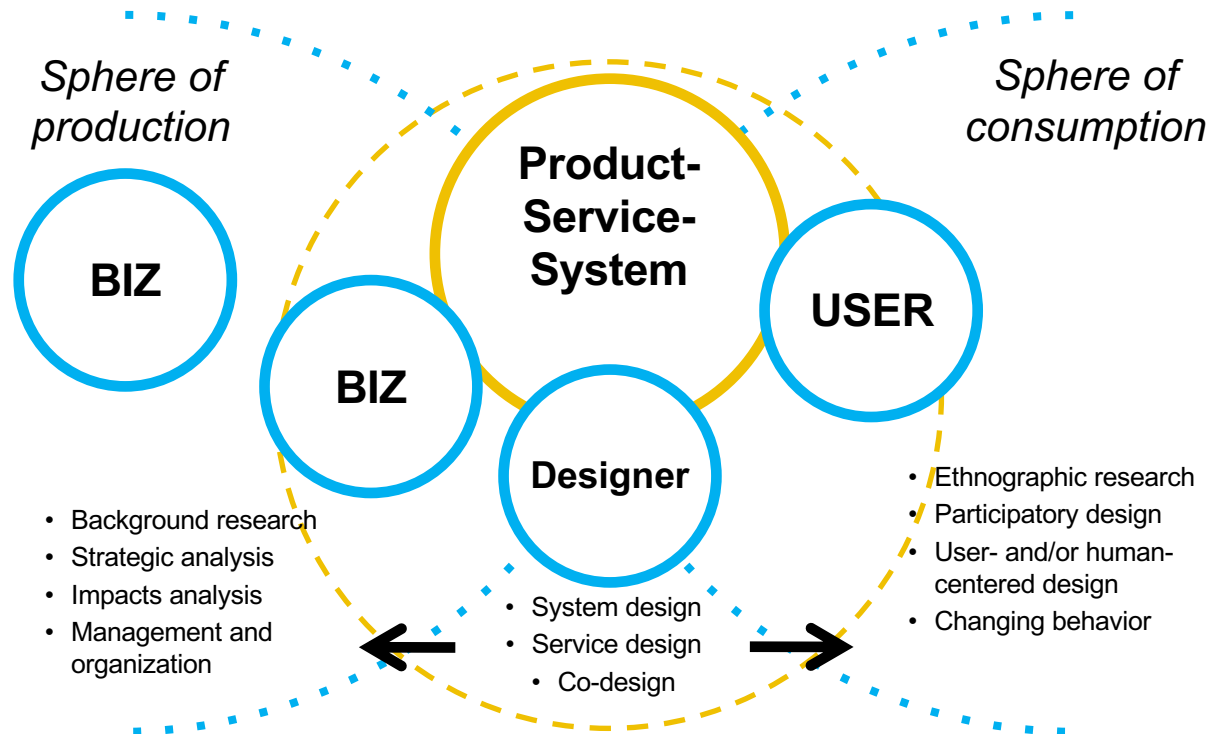 Sphere of
production
Sphere of
consumption
Product-
Service-
System
BIZ
BIZ
USER
Designer
• Background research
• Strategic analysis
• Impacts analysis
• Management and
organization
• System design
• Service design
• Co-design
• Ethnographic research
• Participatory design
• User- and/or human-
centered design
• Changing behavior